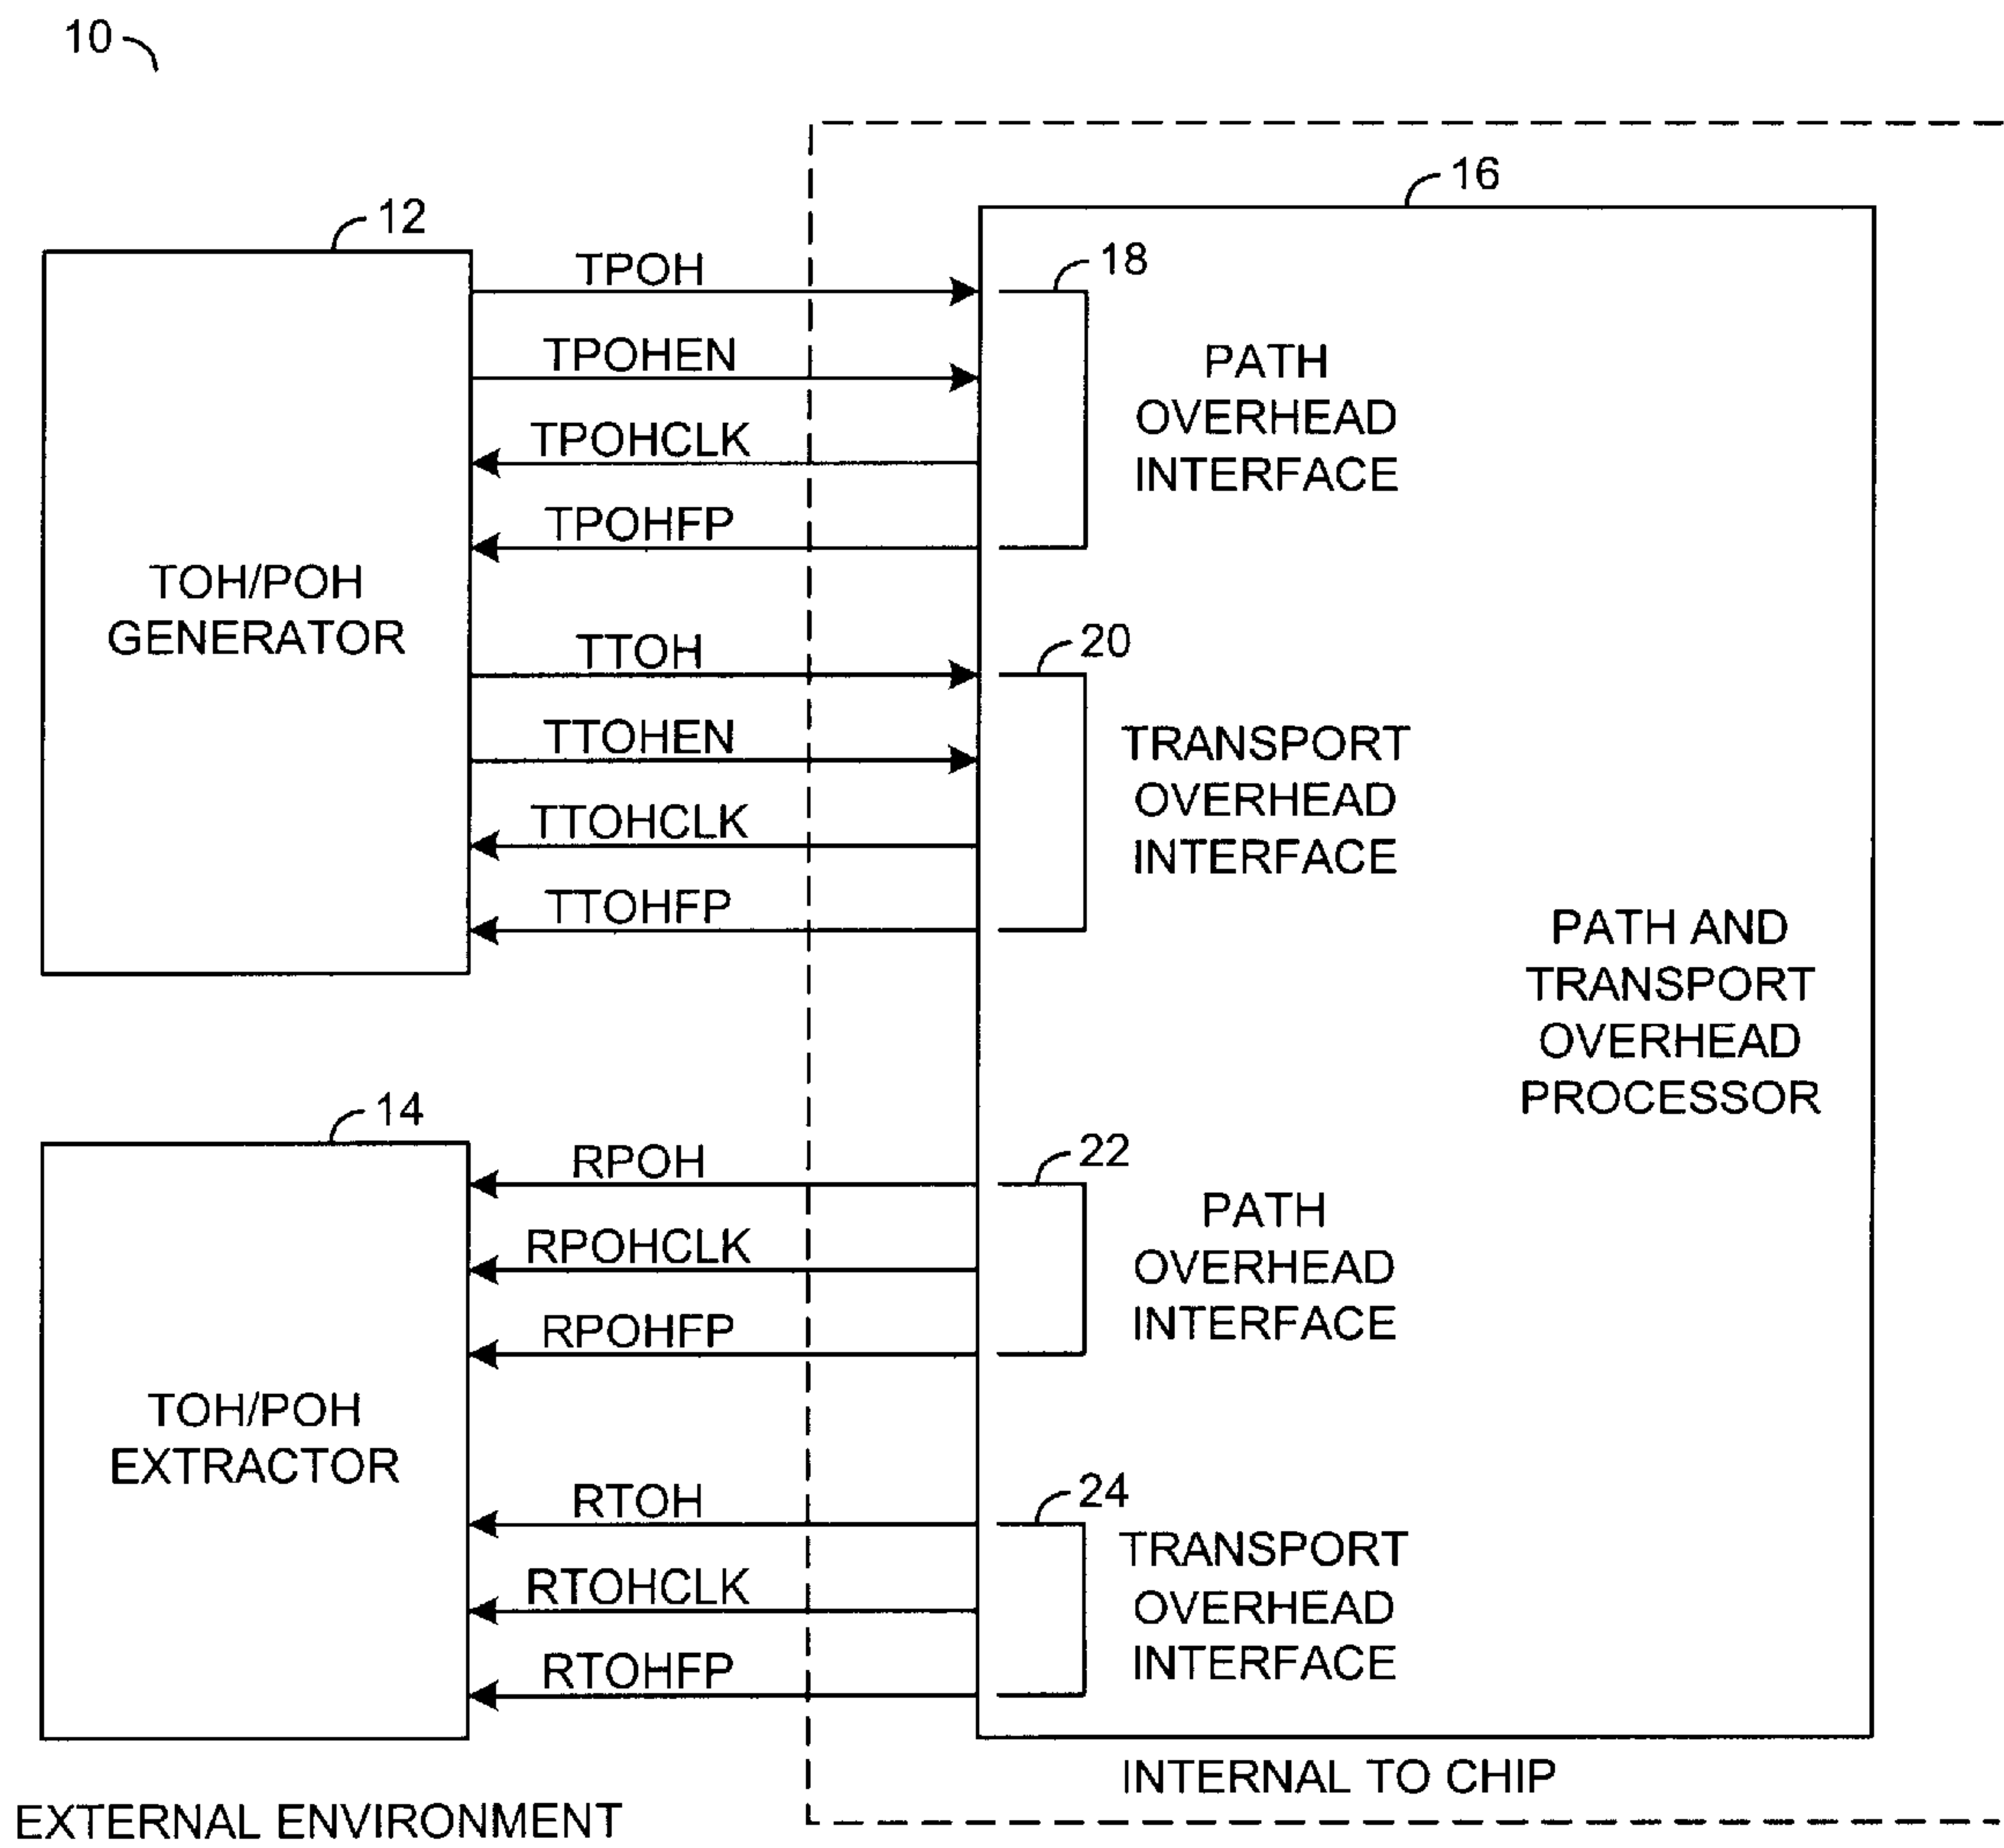 10
16
12
TPOH
18
TPOHEN
PATH
OVERHEAD
INTERFACE
TPOHCLK
TPOHFP
TOH/POH
GENERATOR
TTOH
20
TTOHEN
TRANSPORT
OVERHEAD
INTERFACE
TTOHCLK
TTOHFP
PATH AND
TRANSPORT
OVERHEAD
PROCESSOR
14
RPOH
22
RPOHCLK
PATH
OVERHEAD
INTERFACE
RPOHFP
TOH/POH
EXTRACTOR
RTOH
24
RTOHCLK
TRANSPORT
OVERHEAD
INTERFACE
RTOHFP
INTERNAL TO CHIP
EXTERNAL ENVIRONMENT